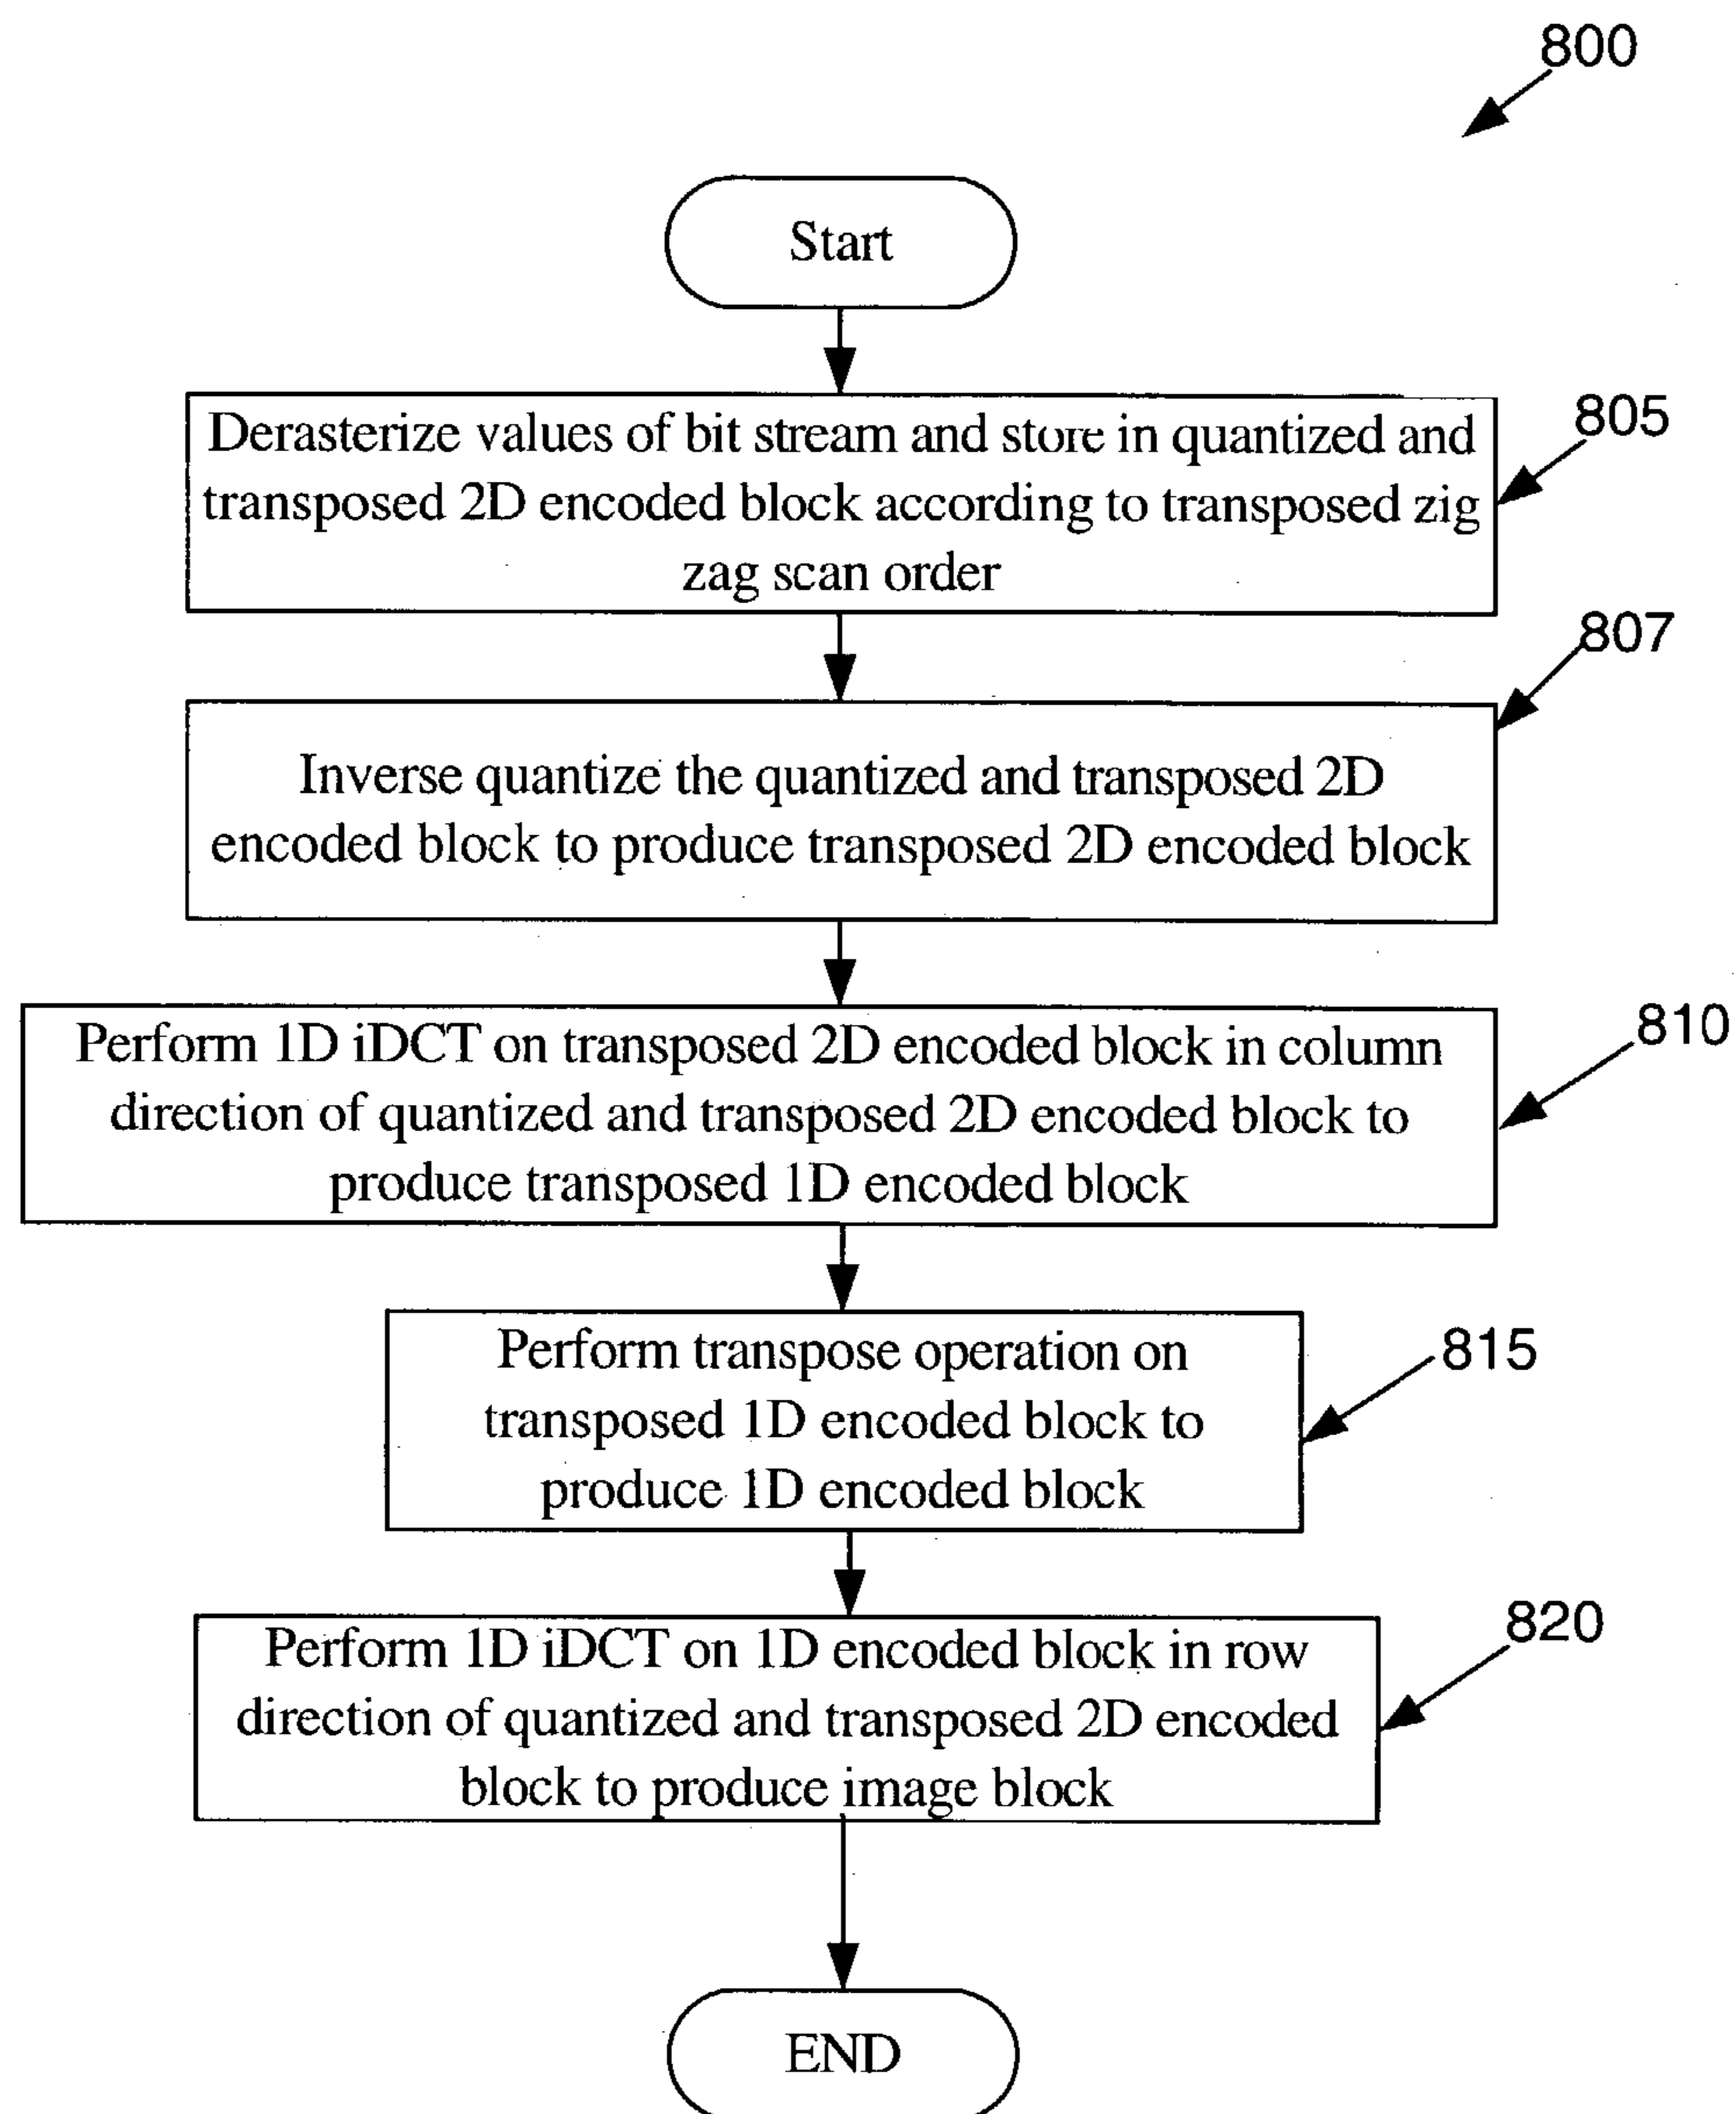 800
Start
Derasterize values of bit stream and store in quantized and
transposed 2D encoded block according to transposed zig
zag scan order
805
Inverse quantize the quantized and transposed 2D
encoded block to produce transposed 2D encoded block
807
Perform 1D iDCT on transposed 2D encoded block in column
direction of quantized and transposed 2D encoded block to
produce transposed 1D encoded block
810
Perform transpose operation on
transposed 1D encoded block to
produce 1D encoded block
815
Perform 1D iDCT on 1D encoded block in row
direction of quantized and transposed 2D encoded
block to produce image block
820
END